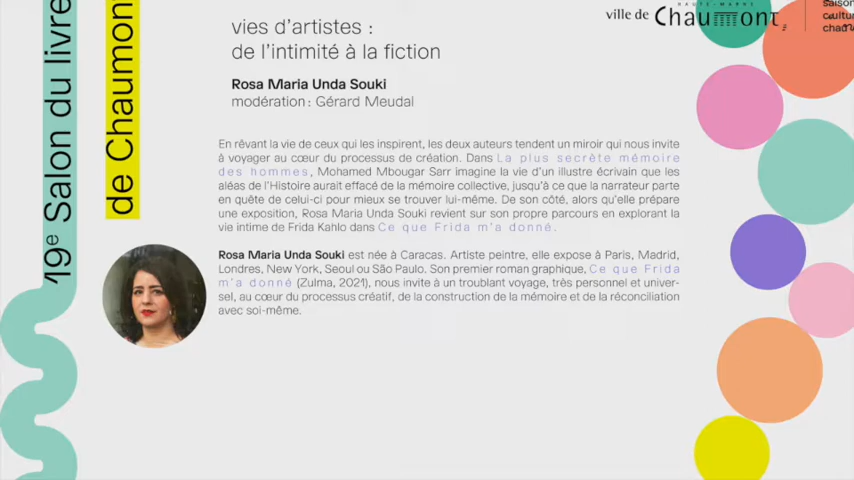 19e Salon du livre
de Chaumon
vies d'artistes :
de l'intimité à la fiction
HAUTE-MARNE
ville de Chaumont
saison
cultur
chaum
Rosa Maria Unda Souki
modération : Gérard Meudal
En rêvant la vie de ceux qui les inspirent, les deux auteurs tendent un miroir qui nous invite
à voyager au cœur du processus de création. Dans La plus secrète mémoire
des hommes, Mohamed Mbougar Sarr imagine la vie d'un illustre écrivain que les
aléas de l'Histoire aurait effacé de la mémoire collective, jusqu'à ce que la narrateur parte
en quête de celui-ci pour mieux se trouver lui-même. De son côté, alors qu'elle prépare
une exposition, Rosa Maria Unda Souki revient sur son propre parcours en explorant la
vie intime de Frida Kahlo dans Ce que Frida m'a donné.
Rosa Maria Unda Souki est née à Caracas. Artiste peintre, elle expose à Paris, Madrid,
Londres, New York, Seoul ou São Paulo. Son premier roman graphique, Ce que Frida
m'a donné (Zulma, 2021), nous invite à un troublant voyage, très personnel et univer-
sel, au cœur du processus créatif, de la construction de la mémoire et de la réconciliation
avec soi-même.